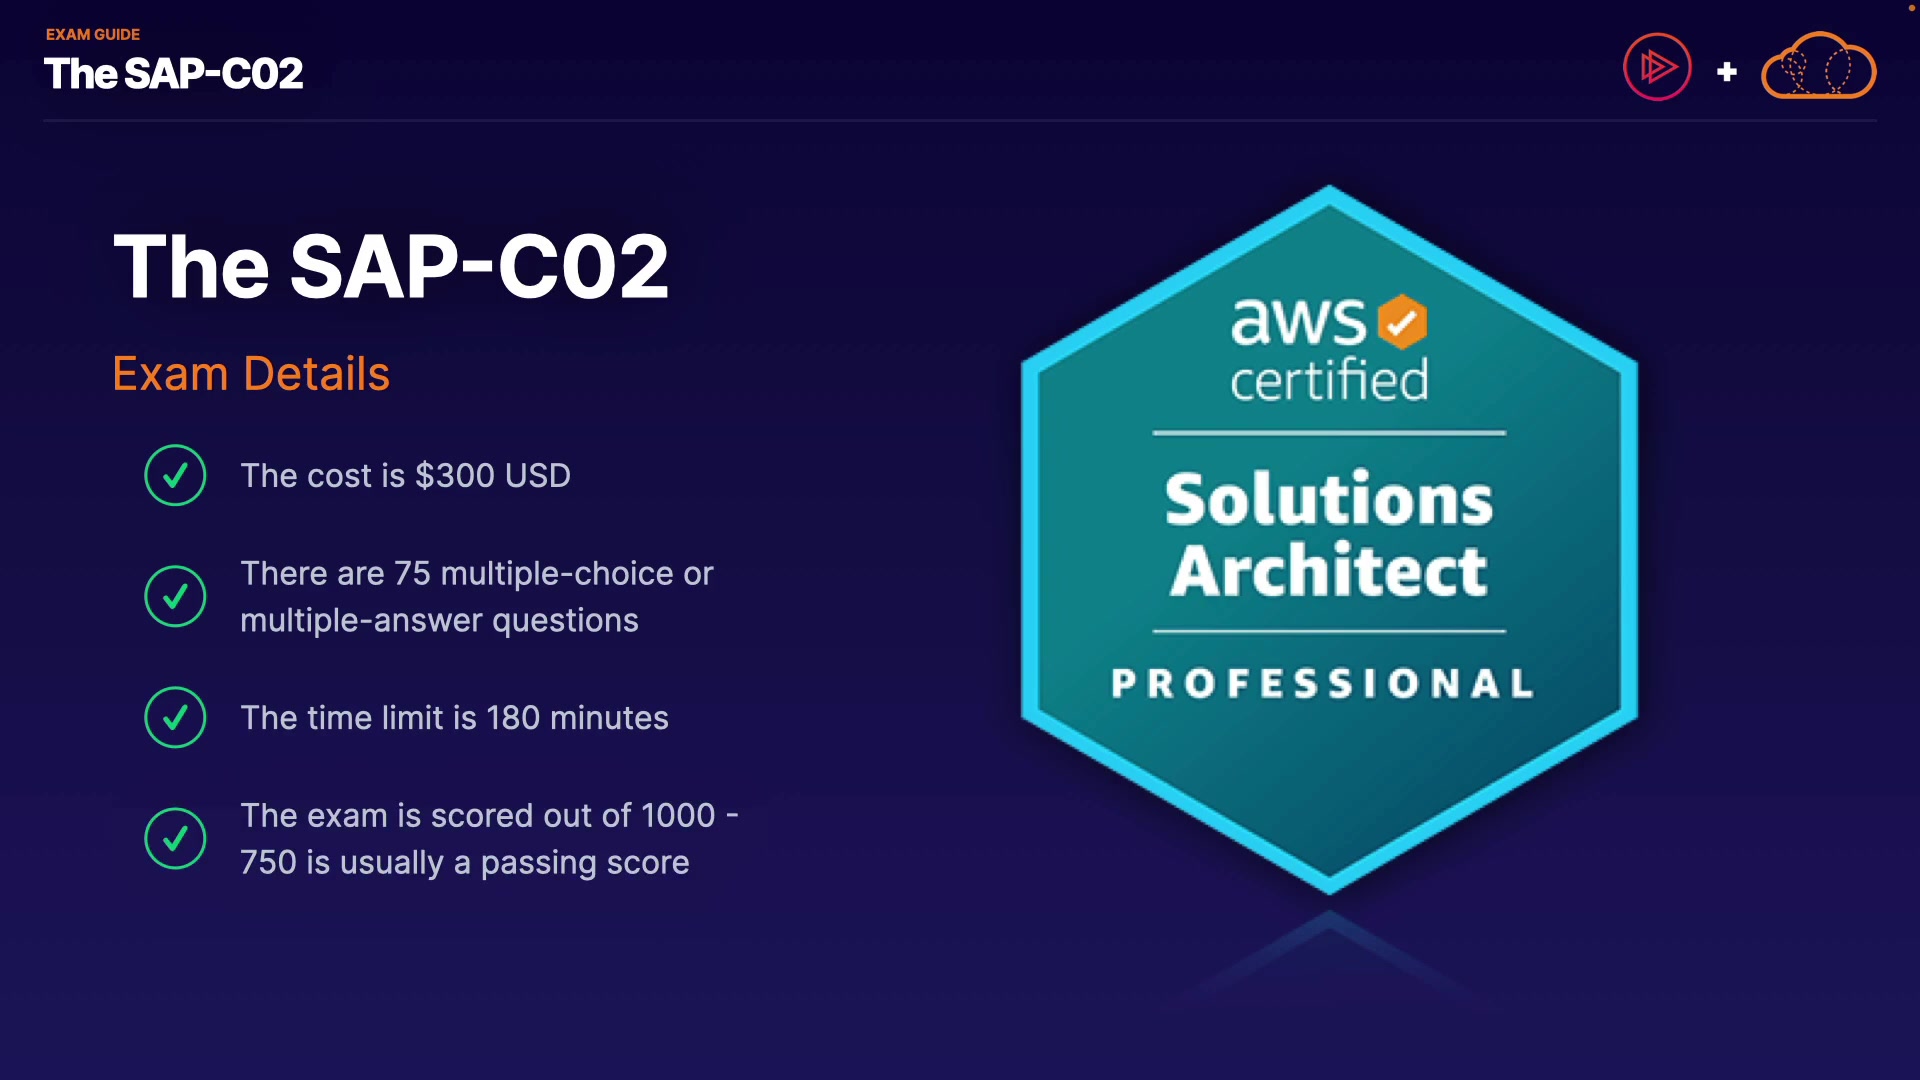 EXAM GUIDE
The SAP-C02
The SAP-C02
Exam Details
The cost is $300 USD
There are 75 multiple-choice or
multiple-answer questions
The time limit is 180 minutes
The exam is scored out of 1000 -
750 is usually a passing score
aws
certified
Solutions
Architect
PROFESSIONAL